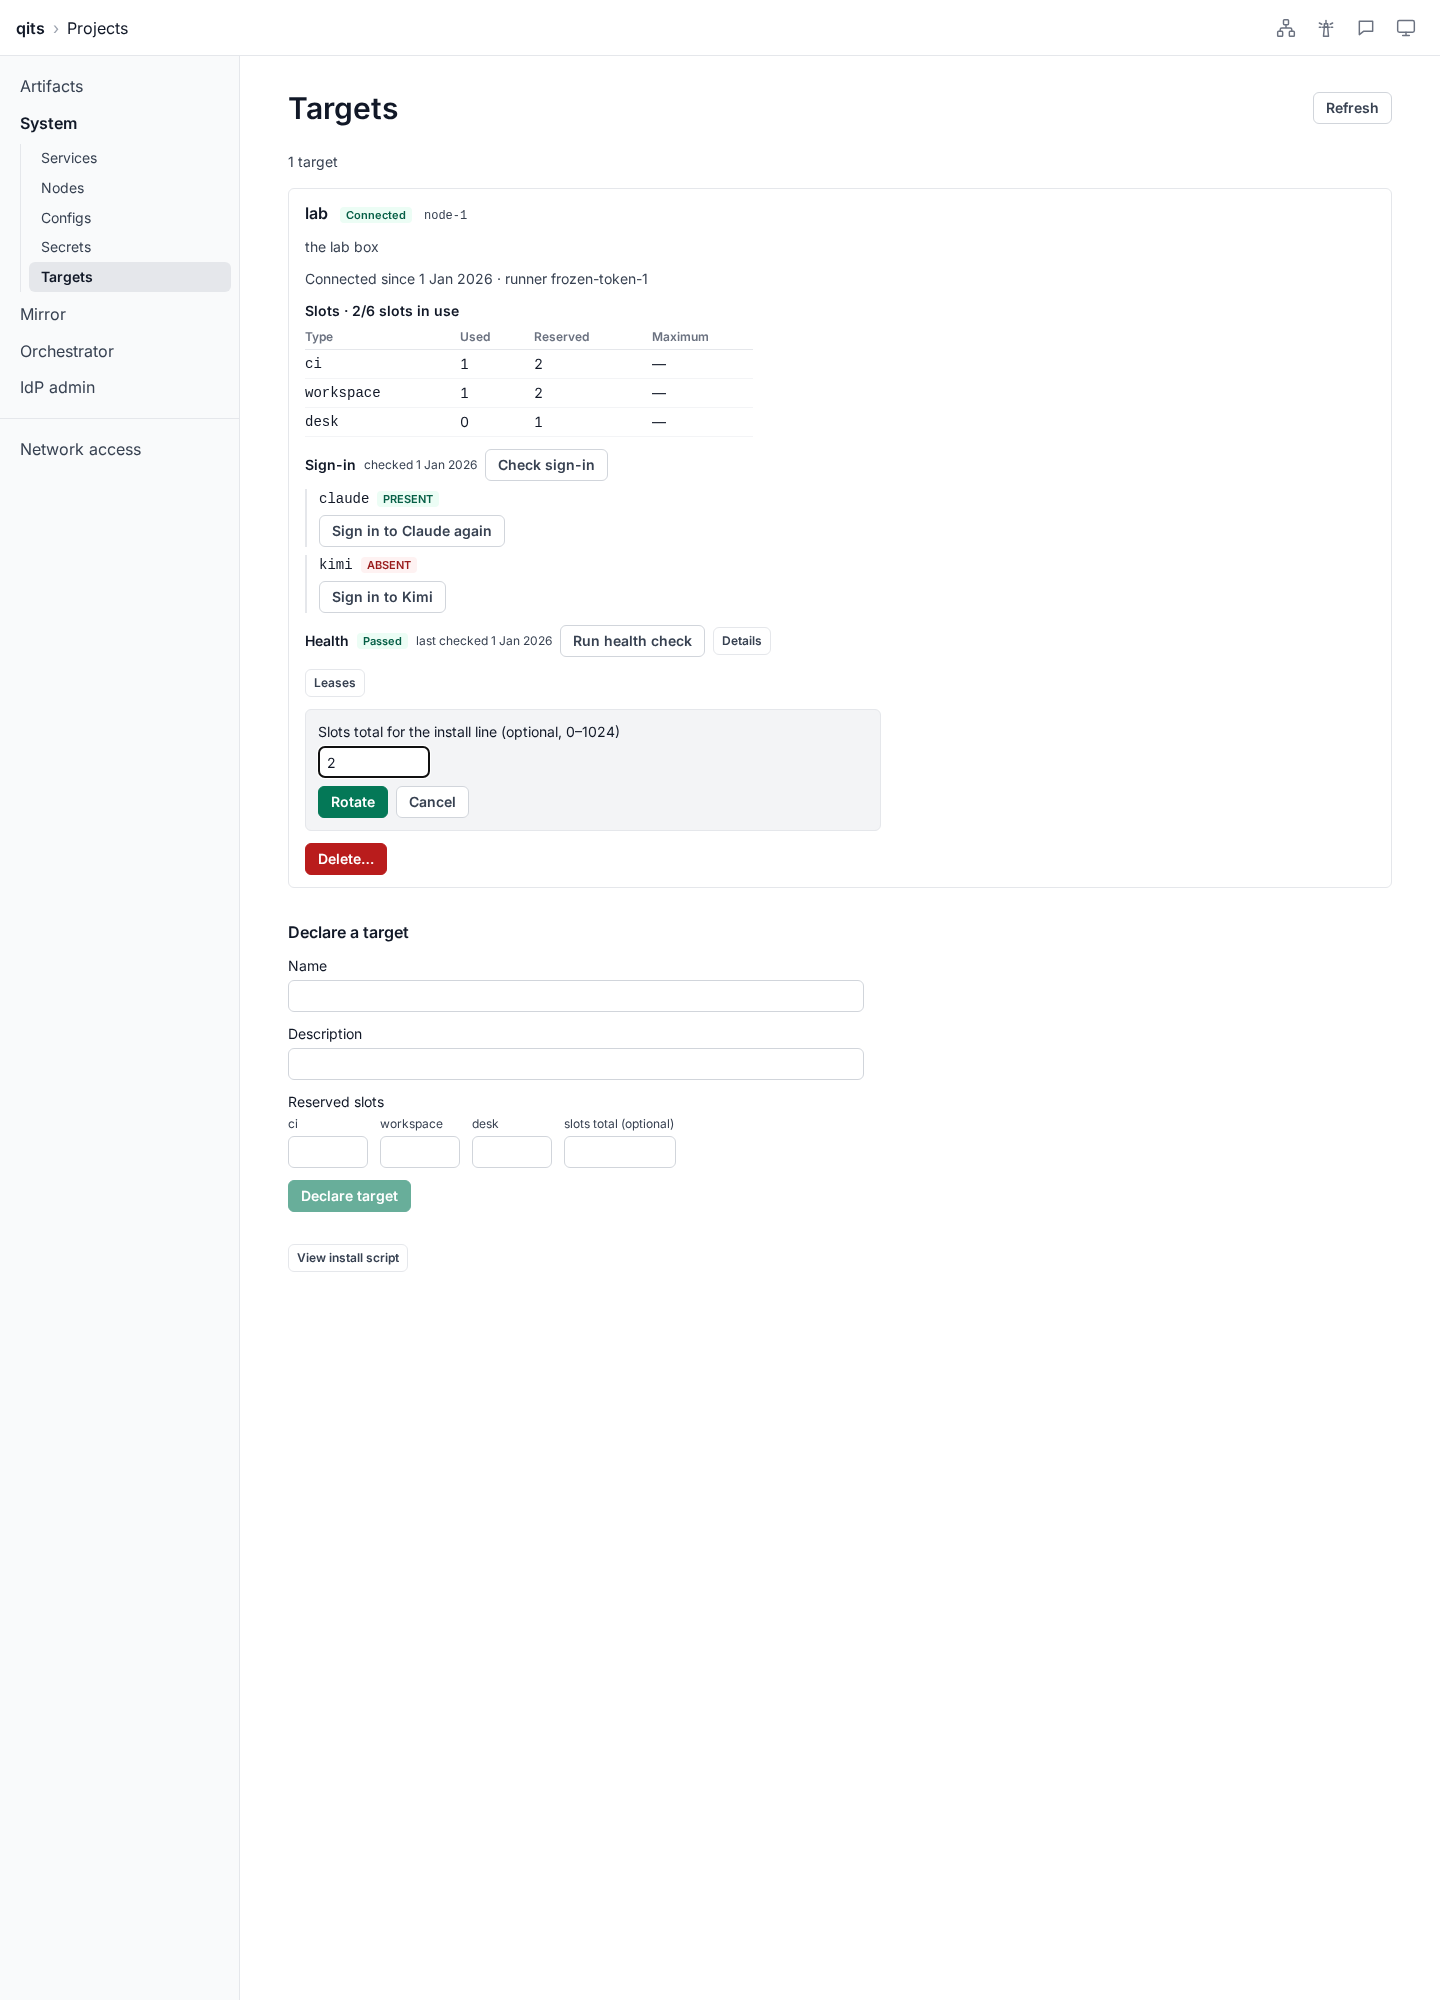 qits › Projects
Artifacts
System
Services
Nodes
Configs
Secrets
Targets
Mirror
Orchestrator
IdP admin
Network access
Targets
Refresh
1 target
lab Connected node-1
the lab box
Connected since 1 Jan 2026 · runner frozen-token-1
Slots · 2/6 slots in use
Type Used Reserved Maximum
ci 1 2 —
workspace 1 2 —
desk 0 1 —
Sign-in checked 1 Jan 2026 Check sign-in
claude PRESENT
Sign in to Claude again
kimi ABSENT
Sign in to Kimi
Health Passed last checked 1 Jan 2026 Run health check Details
Leases
Slots total for the install line (optional, 0–1024)
2
Rotate Cancel
Delete...
Declare a target
Name
Description
Reserved slots
ci workspace desk slots total (optional)
Declare target
View install script